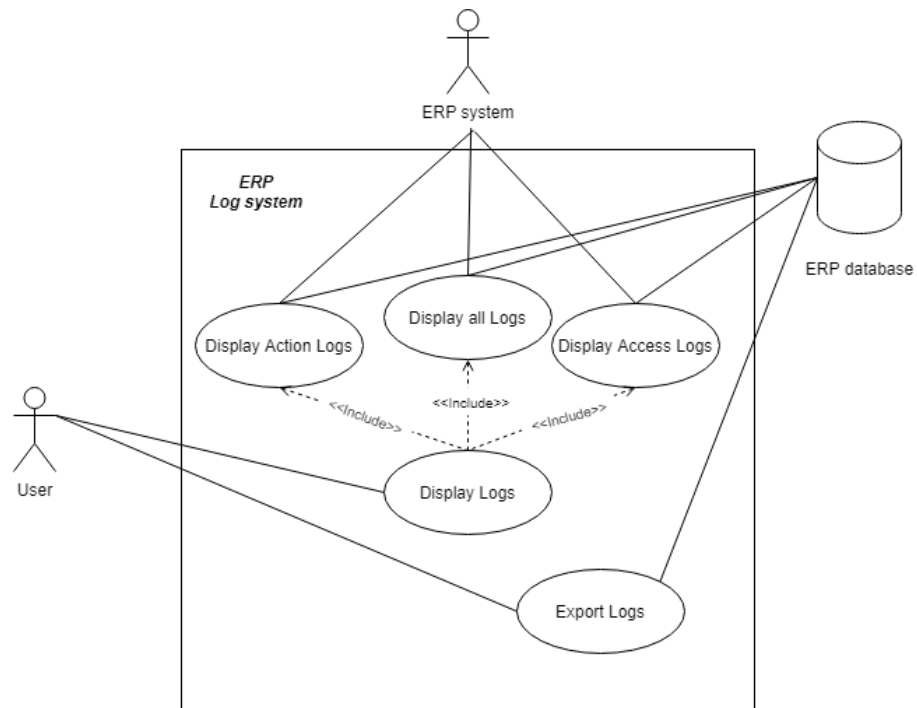 ERP system
ERP
Log system
ERP database
Display Action Logs
Display all Logs
Display Access Logs
<<Include>>
<<Include>>
<<Include>>
User
Display Logs
Export Logs